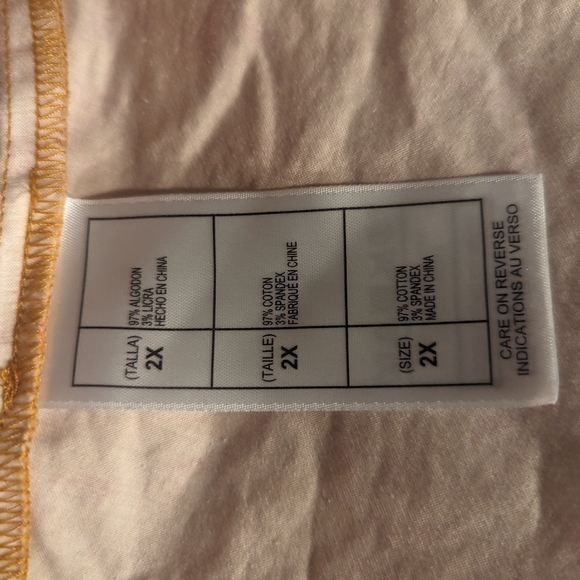 (TALLA)
2X
97% ALGODON
3% LICRA
HECHO EN CHINA
(TAILLE)
2X
97% COTON
3% SPANDEX
FABRIQUÉ EN CHINE
(SIZE)
2X
97% COTTON
3% SPANDEX
MADE IN CHINA
CARE ON REVERSE
INDICATIONS AU VERSO